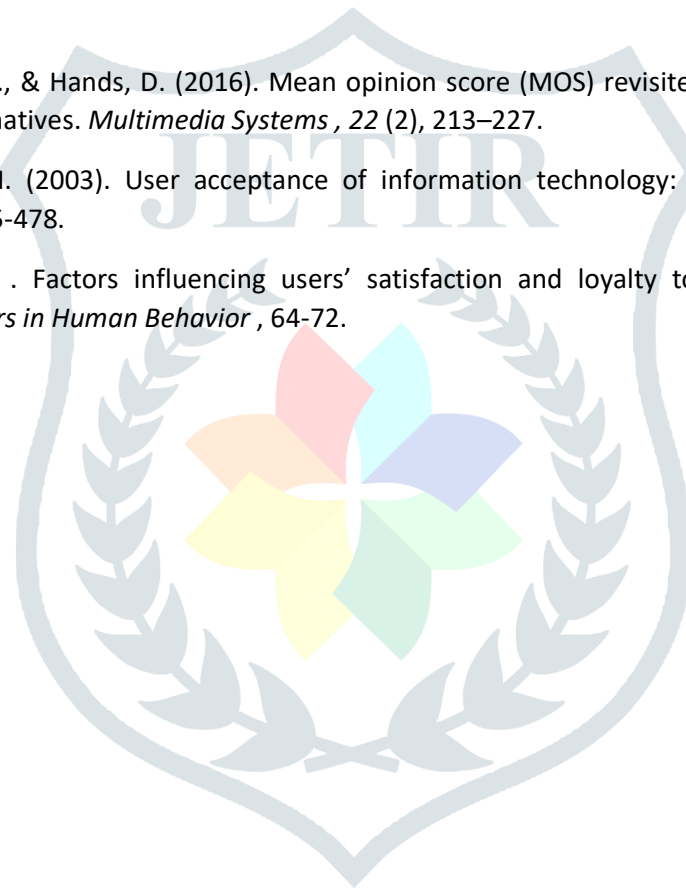 ., & Hands, D. (2016). Mean opinion score (MOS) revisite
natives. Multimedia Systems , 22 (2), 213–227.
(2003). User acceptance of information technology:
-478.
. Factors influencing users’ satisfaction and loyalty to
rs in Human Behavior , 64-72.
JETIR